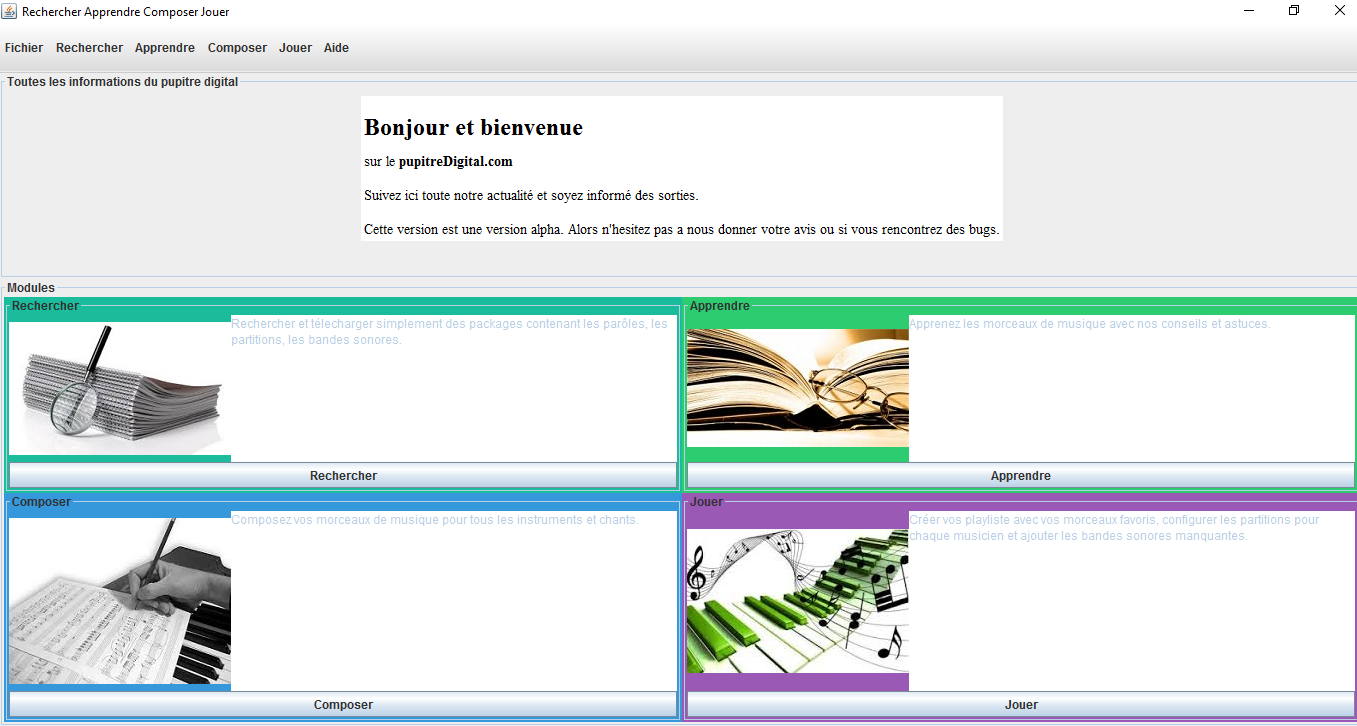 Rechercher Apprendre Composer Jouer
Fichier Rechercher Apprendre Composer Jouer Aide
Toutes les informations du pupitre digital
Bonjour et bienvenue
sur le pupitreDigital.com
Suivez ici toute notre actualité et soyez informé des sorties.
Cette version est une version alpha. Alors n'hesitez pas a nous donner votre avis ou si vous rencontrez des bugs.
Modules
Rechercher
Rechercher et télecharger simplement des packages contenant les parôles, les
partitions, les bandes sonores.
Rechercher
Apprendre
Apprenez les morceaux de musique avec nos conseils et astuces.
Apprendre
Composer
Composez vos morceaux de musique pour tous les instruments et chants.
Composer
Jouer
Créer vos playliste avec vos morceaux favoris, configurer les partitions pour
chaque musicien et ajouter les bandes sonores manquantes.
Jouer